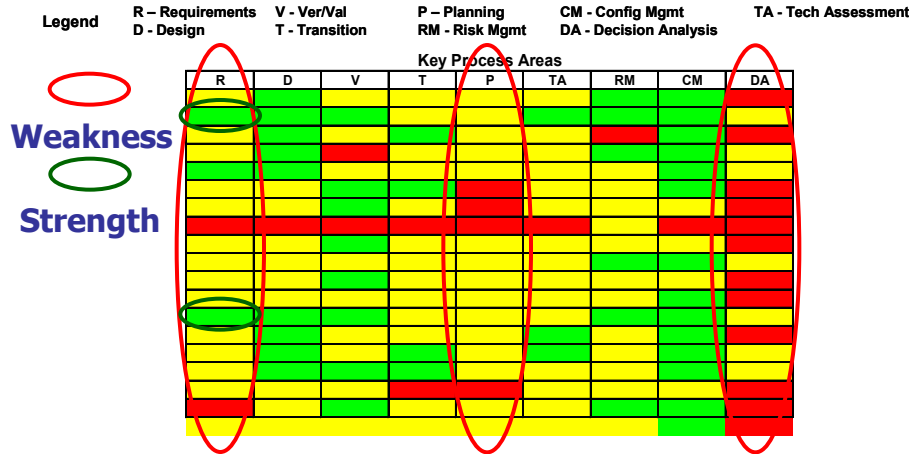 Legend
R – Requirements V - Ver/Val P – Planning CM - Config Mgmt TA - Tech Assessment
D - Design T - Transition RM - Risk Mgmt DA - Decision Analysis
Key Process Areas
R D V T P TA RM CM DA
Weakness
Strength